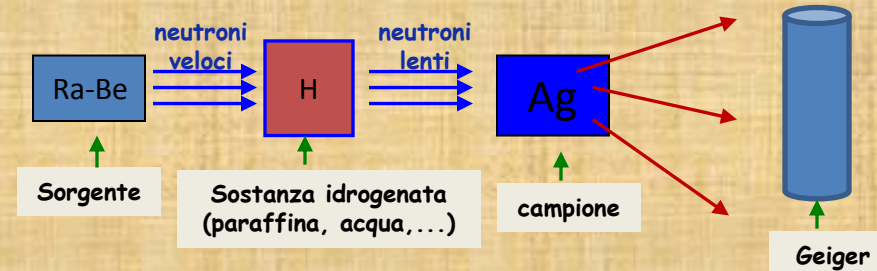 neutroni
veloci
neutroni
lenti
Ra-Be
H
Ag
Sorgente
Sostanza idrogenata
(paraffina, acqua,...)
campione
Geiger